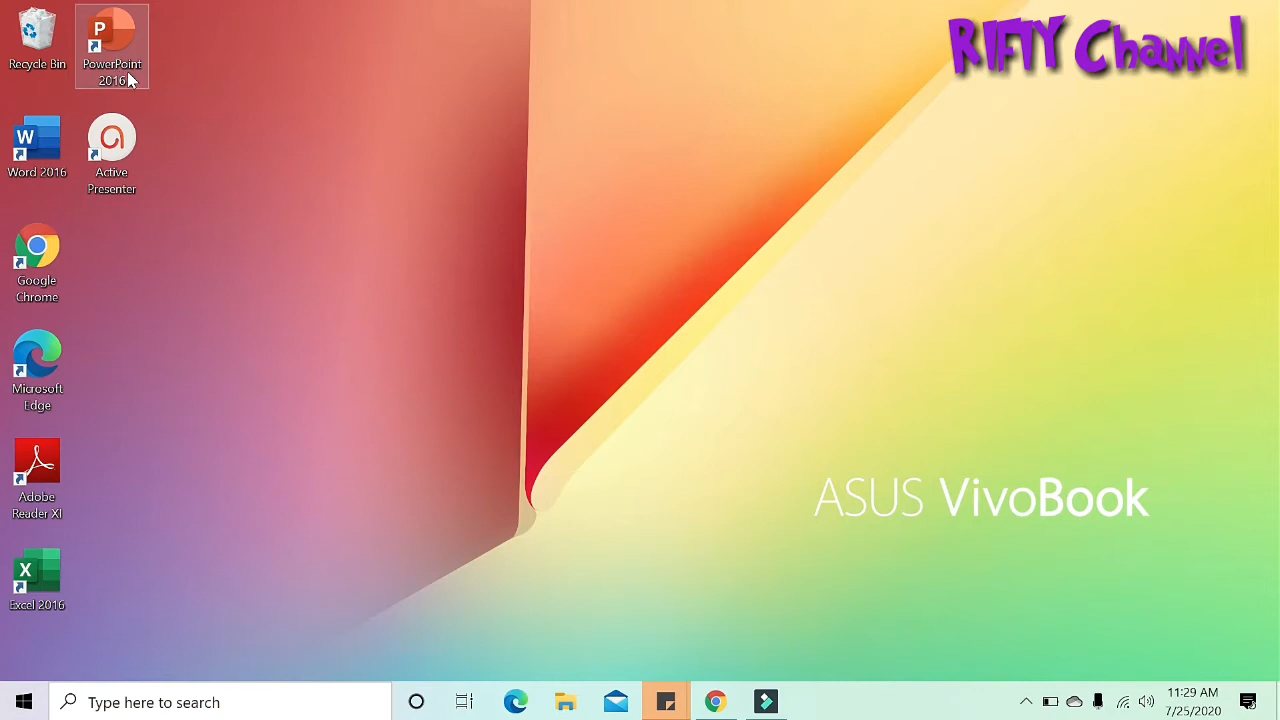 RIFIY Channel
Recycle Bin
PowerPoint
2016
Word 2016
Active
Presenter
Google
Chrome
Microsoft
Edge
Adobe
Reader XI
Excel 2016
ASUS VivoBook
Type here to search
11:29 AM
7/25/2020